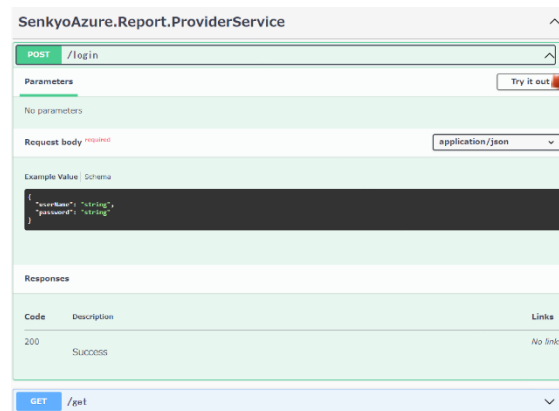 SenkyoAzure.Report.ProviderService
POST /login
Parameters
Try it out
No parameters
Request body required
application/json
Example Value Schema
{
"userName": "string",
"password": "string"
}
Responses
Code Description Links
200 Success No links
GET /get